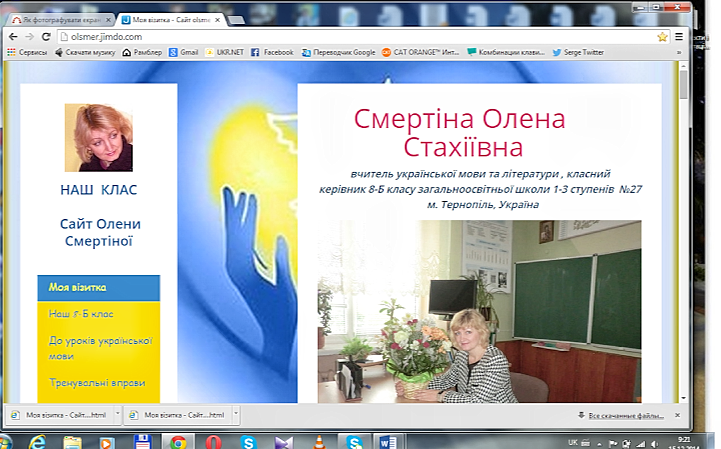 Як фотографувати екран
Моя візитка - Сайт olsmer
olsmer.jimdo.com
Сервисы
Скачати музику
Рамблер
Gmail
UKR.NET
Facebook
Переводчик Google
CAT ORANGE™ Инт...
Комбинации клави...
Serge Twitter
НАШ КЛАС
Сайт Олени
Смертіної
Моя візитка
Наш 8-Б клас
До уроків української
мови
Тренувальні вправи
Смертіна Олена
Стахіївна
вчитель української мови та літератури , класний
керівник 8-Б класу загальноосвітньої школи 1-3 ступенів №27
м. Тернопіль, Україна
Моя візитка - Сайт....html
Моя візитка - Сайт....html
Все скачанные файлы...
UK
9:21
15.12.2014